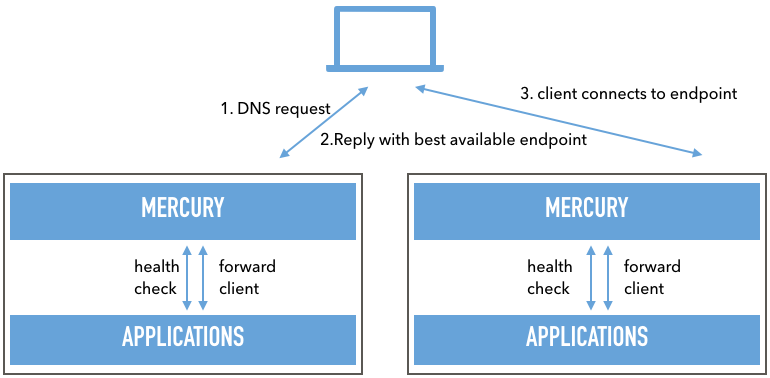 3. client connects to endpoint
1. DNS request
2.Reply with best available endpoint
MERCURY
health
check
forward
client
APPLICATIONS
MERCURY
health
check
forward
client
APPLICATIONS